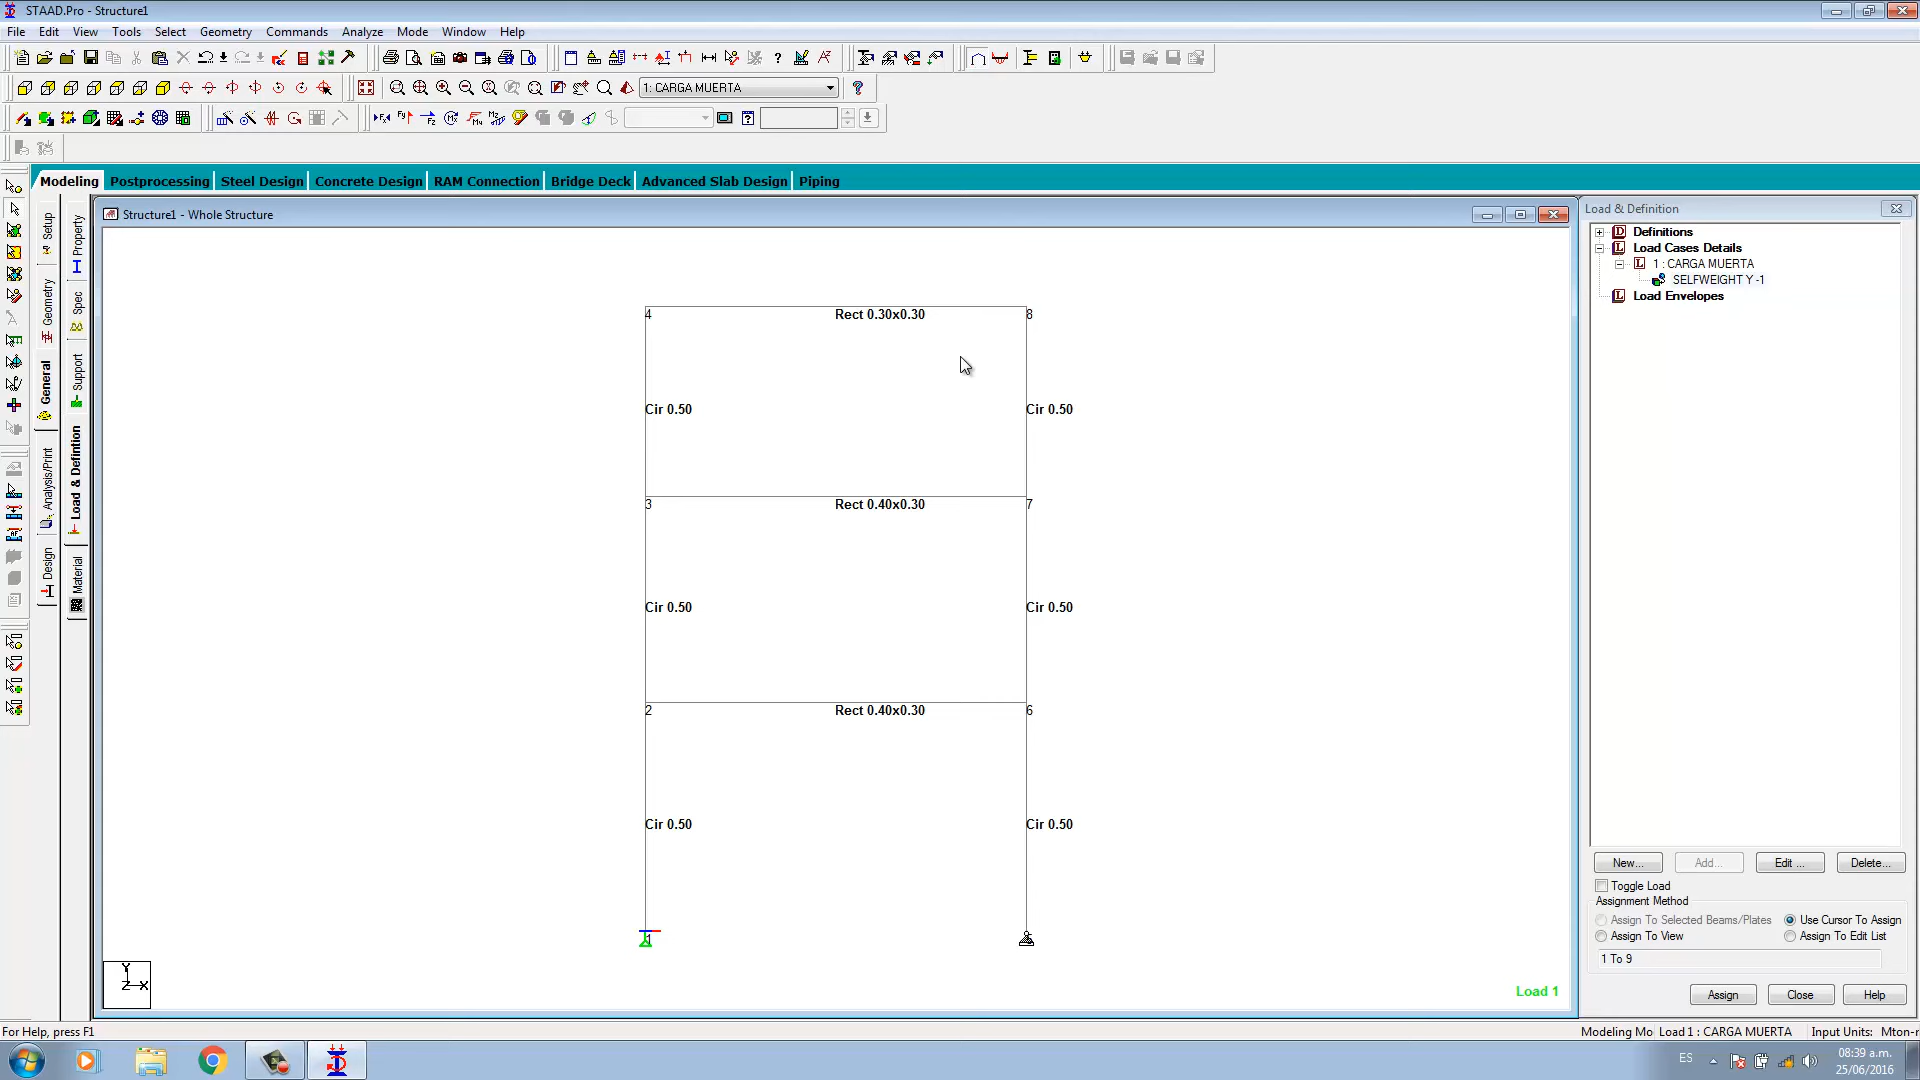 STAAD.Pro - Structure1
File Edit View Tools Select Geometry Commands Analyze Mode Window Help
1: CARGA MUERTA
Modeling Postprocessing Steel Design Concrete Design RAM Connection Bridge Deck Advanced Slab Design Piping
Setup
Geometry
General
Analysis/Print
Design
Property
Spec
Support
Load & Definition
Material
Structure1 - Whole Structure
4 Rect 0.30x0.30 8
Cir 0.50 Cir 0.50
3 Rect 0.40x0.30 7
Cir 0.50 Cir 0.50
2 Rect 0.40x0.30 6
Cir 0.50 Cir 0.50
1
Y
Z X
Load 1
Load & Definition
Definitions
Load Cases Details
1 : CARGA MUERTA
SELFWEIGHT Y -1
Load Envelopes
New... Add... Edit ... Delete...
Toggle Load
Assignment Method
Assign To Selected Beams/Plates Use Cursor To Assign
Assign To View Assign To Edit List
1 To 9
Assign Close Help
For Help, press F1
Modeling Mo Load 1 : CARGA MUERTA Input Units: Mton-
ES
08:39 a.m.
25/06/2016